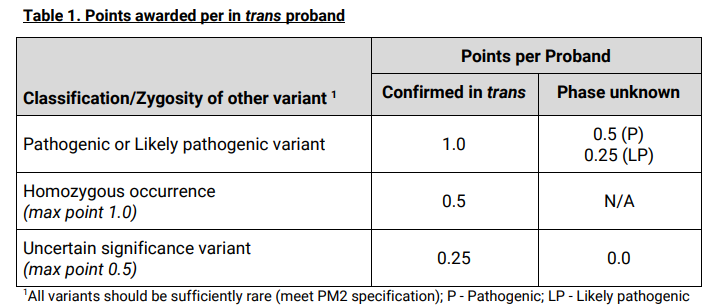 Table 1. Points awarded per in trans proband
Points per Proband
Classification/Zygosity of other variant 1
Confirmed in trans
Phase unknown
Pathogenic or Likely pathogenic variant
1.0
0.5 (P)
0.25 (LP)
Homozygous occurrence
(max point 1.0)
0.5
N/A
Uncertain significance variant
(max point 0.5)
0.25
0.0
1All variants should be sufficiently rare (meet PM2 specification); P - Pathogenic; LP - Likely pathogenic